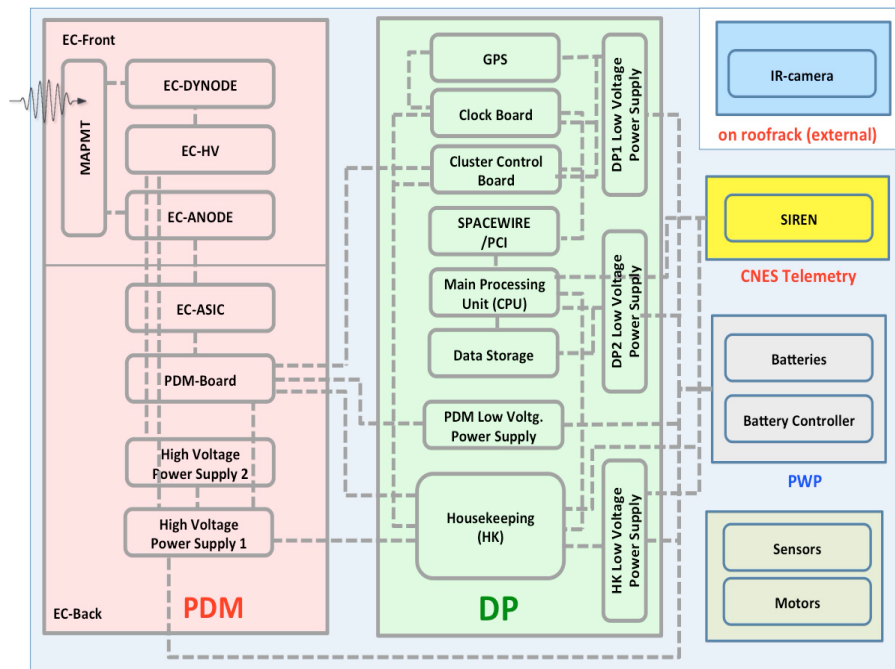 EC-Front
MAPMT
EC-DYNODE
EC-HV
EC-ANODE
EC-ASIC
PDM-Board
High Voltage
Power Supply 2
High Voltage
Power Supply 1
EC-Back
PDM
GPS
Clock Board
Cluster Control
Board
SPACEWIRE
/PCI
Main Processing
Unit (CPU)
Data Storage
PDM Low Voltg.
Power Supply
Housekeeping
(HK)
DP
DP1 Low Voltage
Power Supply
DP2 Low Voltage
Power Supply
HK Low Voltage
Power Supply
IR-camera
on roofrack (external)
SIREN
CNES Telemetry
Batteries
Battery Controller
PWP
Sensors
Motors